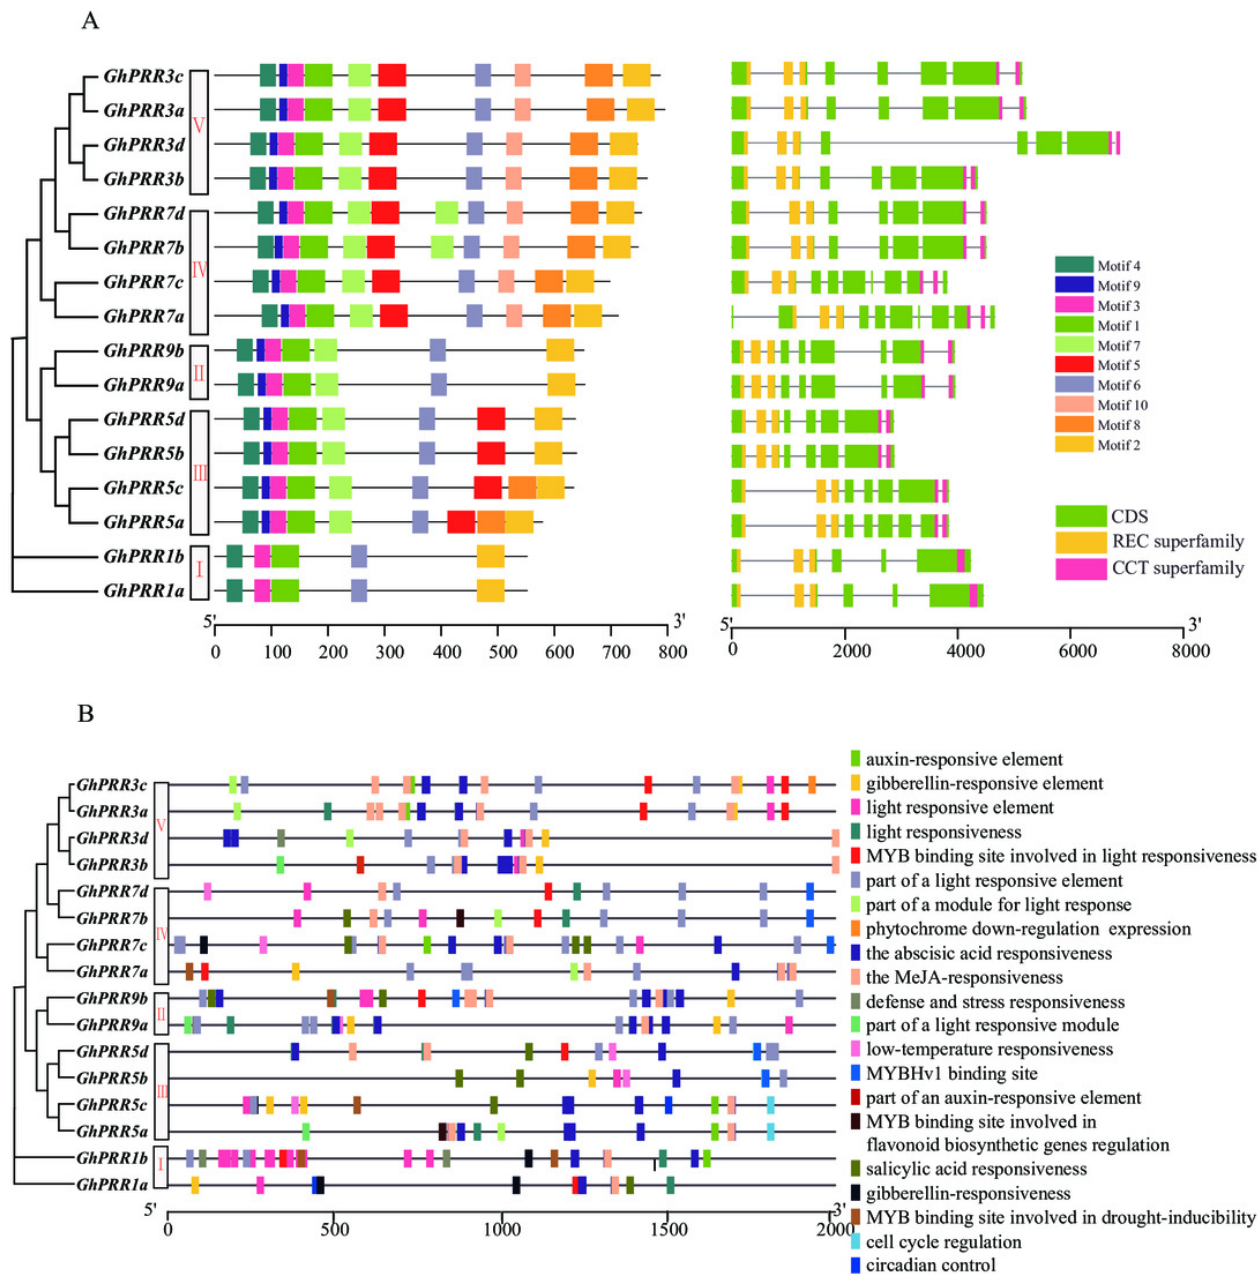 A
GhPRR3c
GhPRR3a
GhPRR3d
GhPRR3b
GhPRR7d
GhPRR7b
GhPRR7c
GhPRR7a
GhPRR9b
GhPRR9a
GhPRR5d
GhPRR5b
GhPRR5c
GhPRR5a
GhPRR1b
GhPRR1a
V
IV
II
III
I
Motif 4
Motif 9
Motif 3
Motif 1
Motif 7
Motif 5
Motif 6
Motif 10
Motif 8
Motif 2
CDS
REC superfamily
CCT superfamily
5' 3'
0 100 200 300 400 500 600 700 800
5' 3'
0 2000 4000 6000 8000
B
GhPRR3c
GhPRR3a
GhPRR3d
GhPRR3b
GhPRR7d
GhPRR7b
GhPRR7c
GhPRR7a
GhPRR9b
GhPRR9a
GhPRR5d
GhPRR5b
GhPRR5c
GhPRR5a
GhPRR1b
GhPRR1a
V
IV
II
III
I
5' 3'
0 500 1000 1500 2000
auxin-responsive element
gibberellin-responsive element
light responsive element
light responsiveness
MYB binding site involved in light responsiveness
part of a light responsive element
part of a module for light response
phytochrome down-regulation expression
the abscisic acid responsiveness
the MeJA-responsiveness
defense and stress responsiveness
part of a light responsive module
low-temperature responsiveness
MYBHv1 binding site
part of an auxin-responsive element
MYB binding site involved in
flavonoid biosynthetic genes regulation
salicylic acid responsiveness
gibberellin-responsiveness
MYB binding site involved in drought-inducibility
cell cycle regulation
circadian control